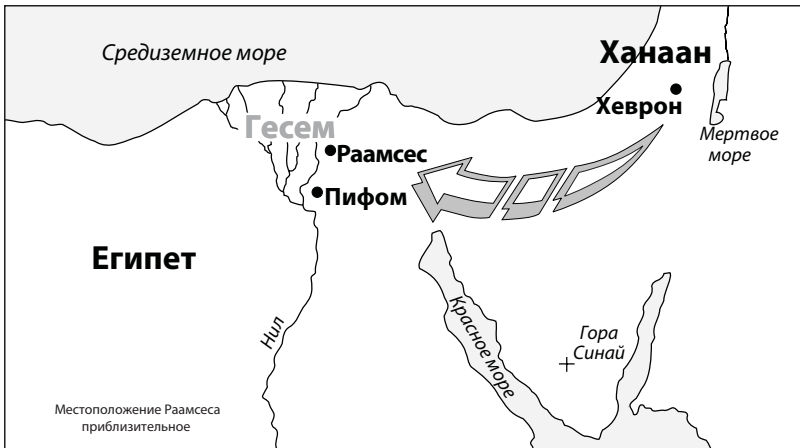 Средиземное море
Ханаан
Хеврон
Мертвое
море
Гесем
Раамсес
Пифом
Египет
Нил
Красное море
Гора
Синай
Местоположение Раамсеса
приблизительное